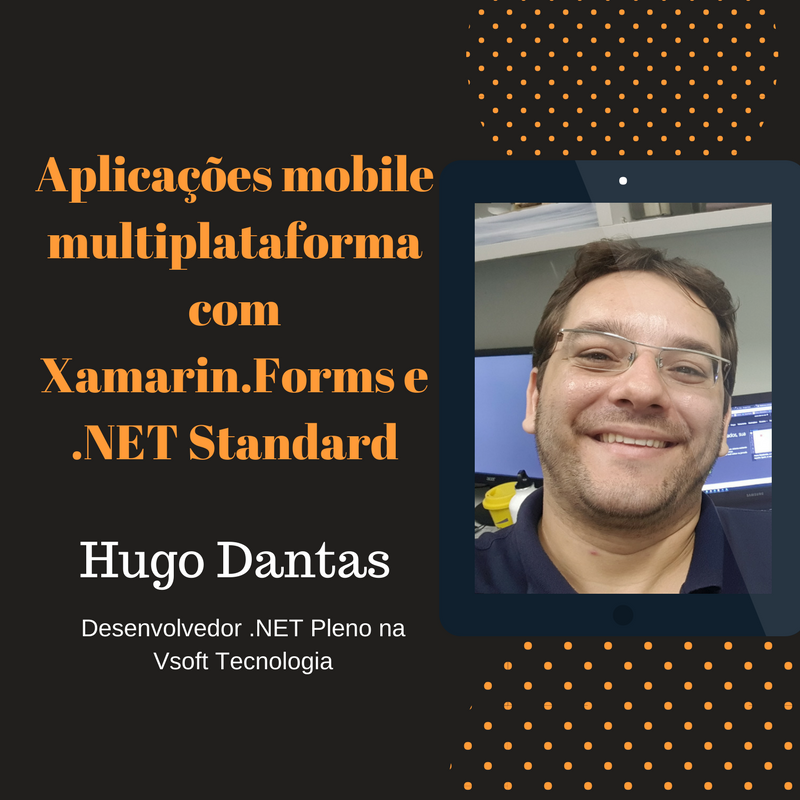 Aplicações mobile
multiplataforma
com
Xamarin.Forms e
.NET Standard
Hugo Dantas
Desenvolvedor .NET Pleno na
Vsoft Tecnologia